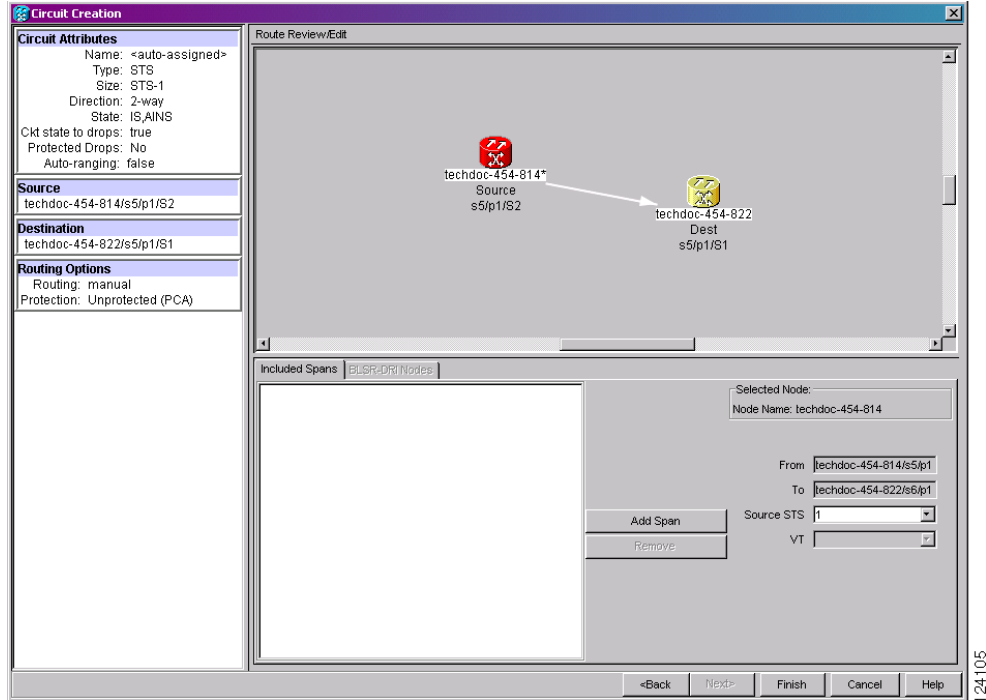 Circuit Creation
Circuit Attributes
Name: <auto-assigned>
Type: STS
Size: STS-1
Direction: 2-way
State: IS,AINS
Ckt state to drops: true
Protected Drops: No
Auto-ranging: false
Source
techdoc-454-814/s5/p1/S2
Destination
techdoc-454-822/s5/p1/S1
Routing Options
Routing: manual
Protection: Unprotected (PCA)
Route Review/Edit
techdoc-454-814*
Source
s5/p1/S2
techdoc-454-822
Dest
s5/p1/S1
Included Spans
BLSR-DRI Nodes
Selected Node:
Node Name: techdoc-454-814
From techdoc-454-814/s5/p1
To techdoc-454-822/s6/p1
Source STS 1
VT
Add Span
Remove
<Back
Next>
Finish
Cancel
Help
124105